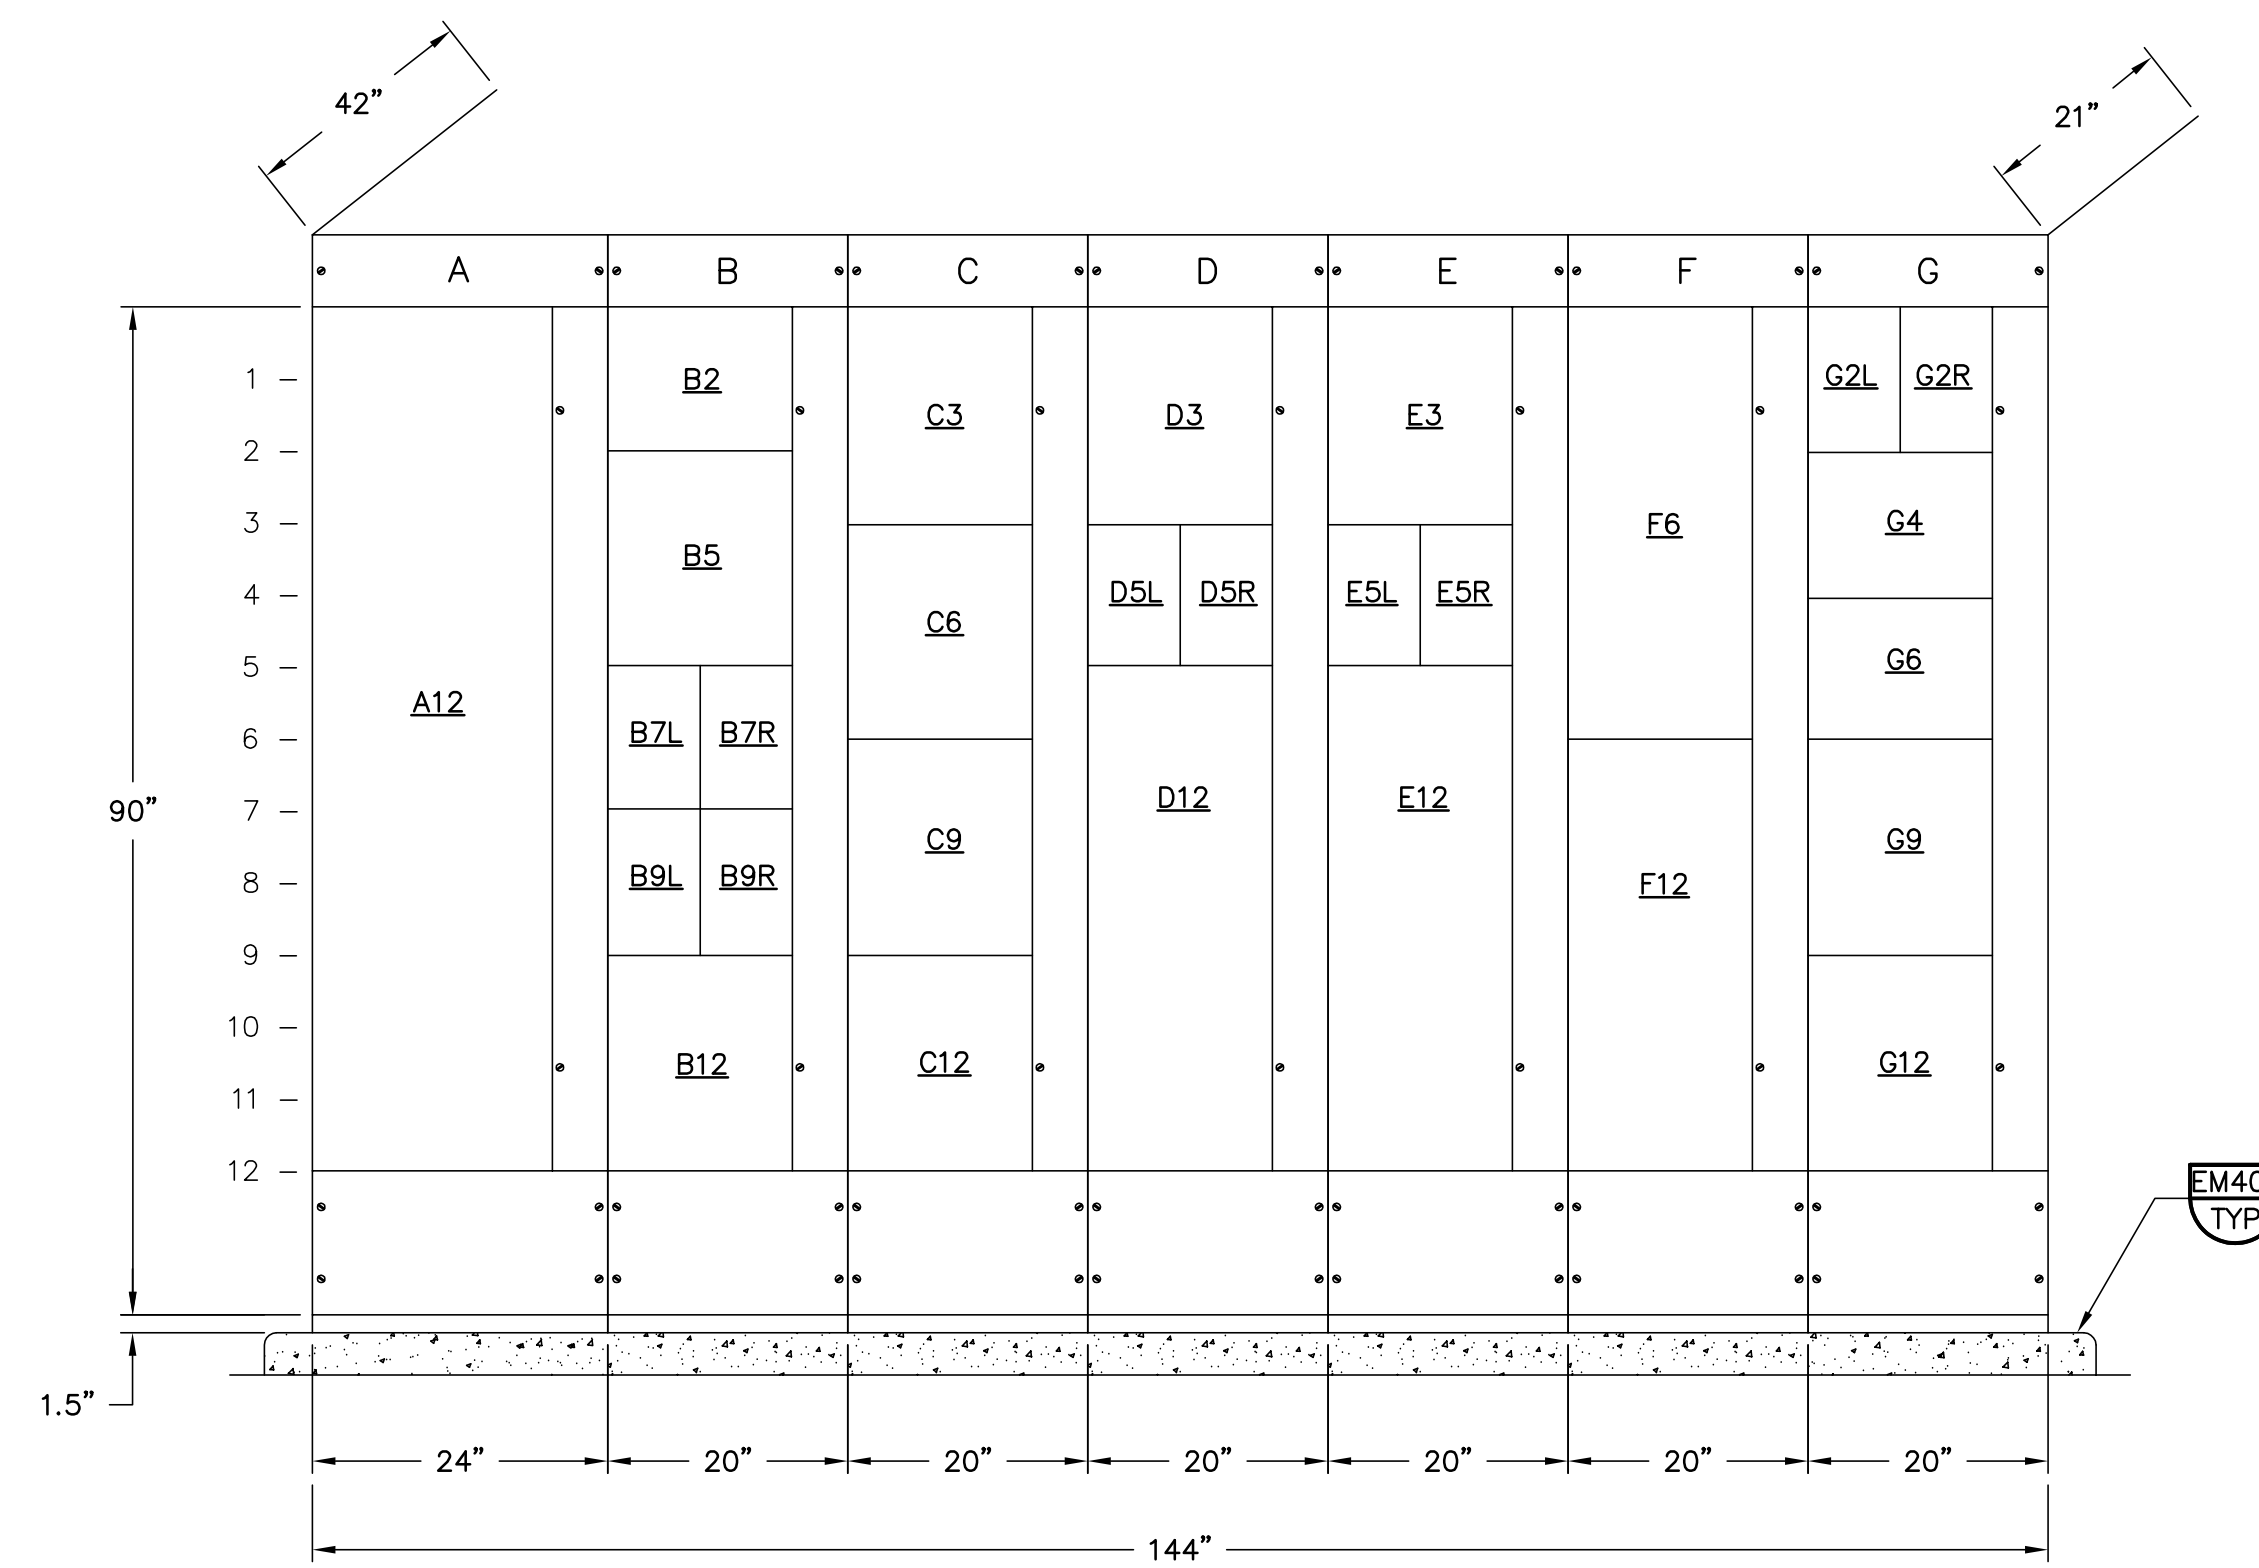 42”
21”
A B C D E F G
1
B2
G2L G2R
C3 D3 E3
2
3
G4
F6
B5
4
D5L D5R E5L E5R
C6
5
G6
A12
6
B7L B7R
90”
7
D12 E12
C9
G9
8
B9L B9R
F12
9
10
B12 C12 G12
11
12
TYP
1.5”
24” 20” 20” 20” 20” 20” 20”
144”